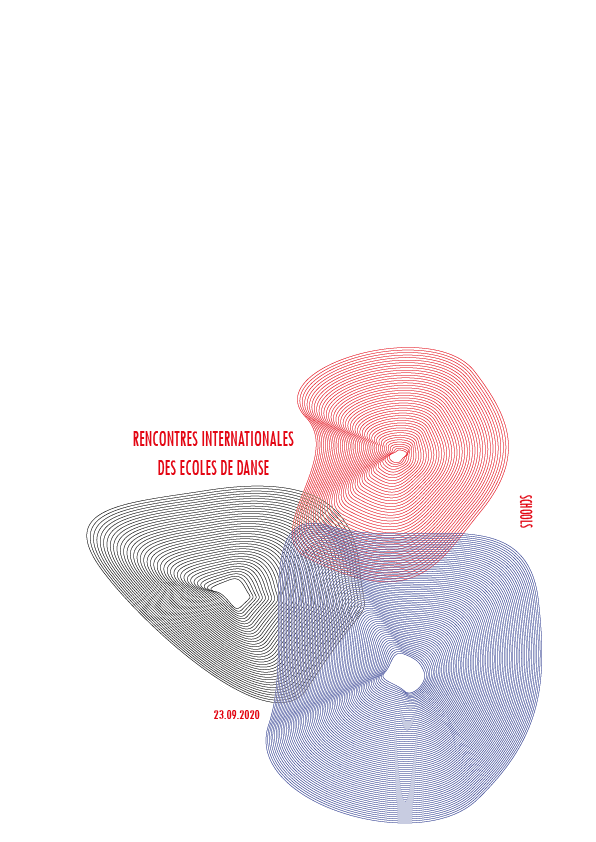 RENCONTRES INTERNATIONALES
DES ECOLES DE DANSE
SCHOOLS
23.09.2020